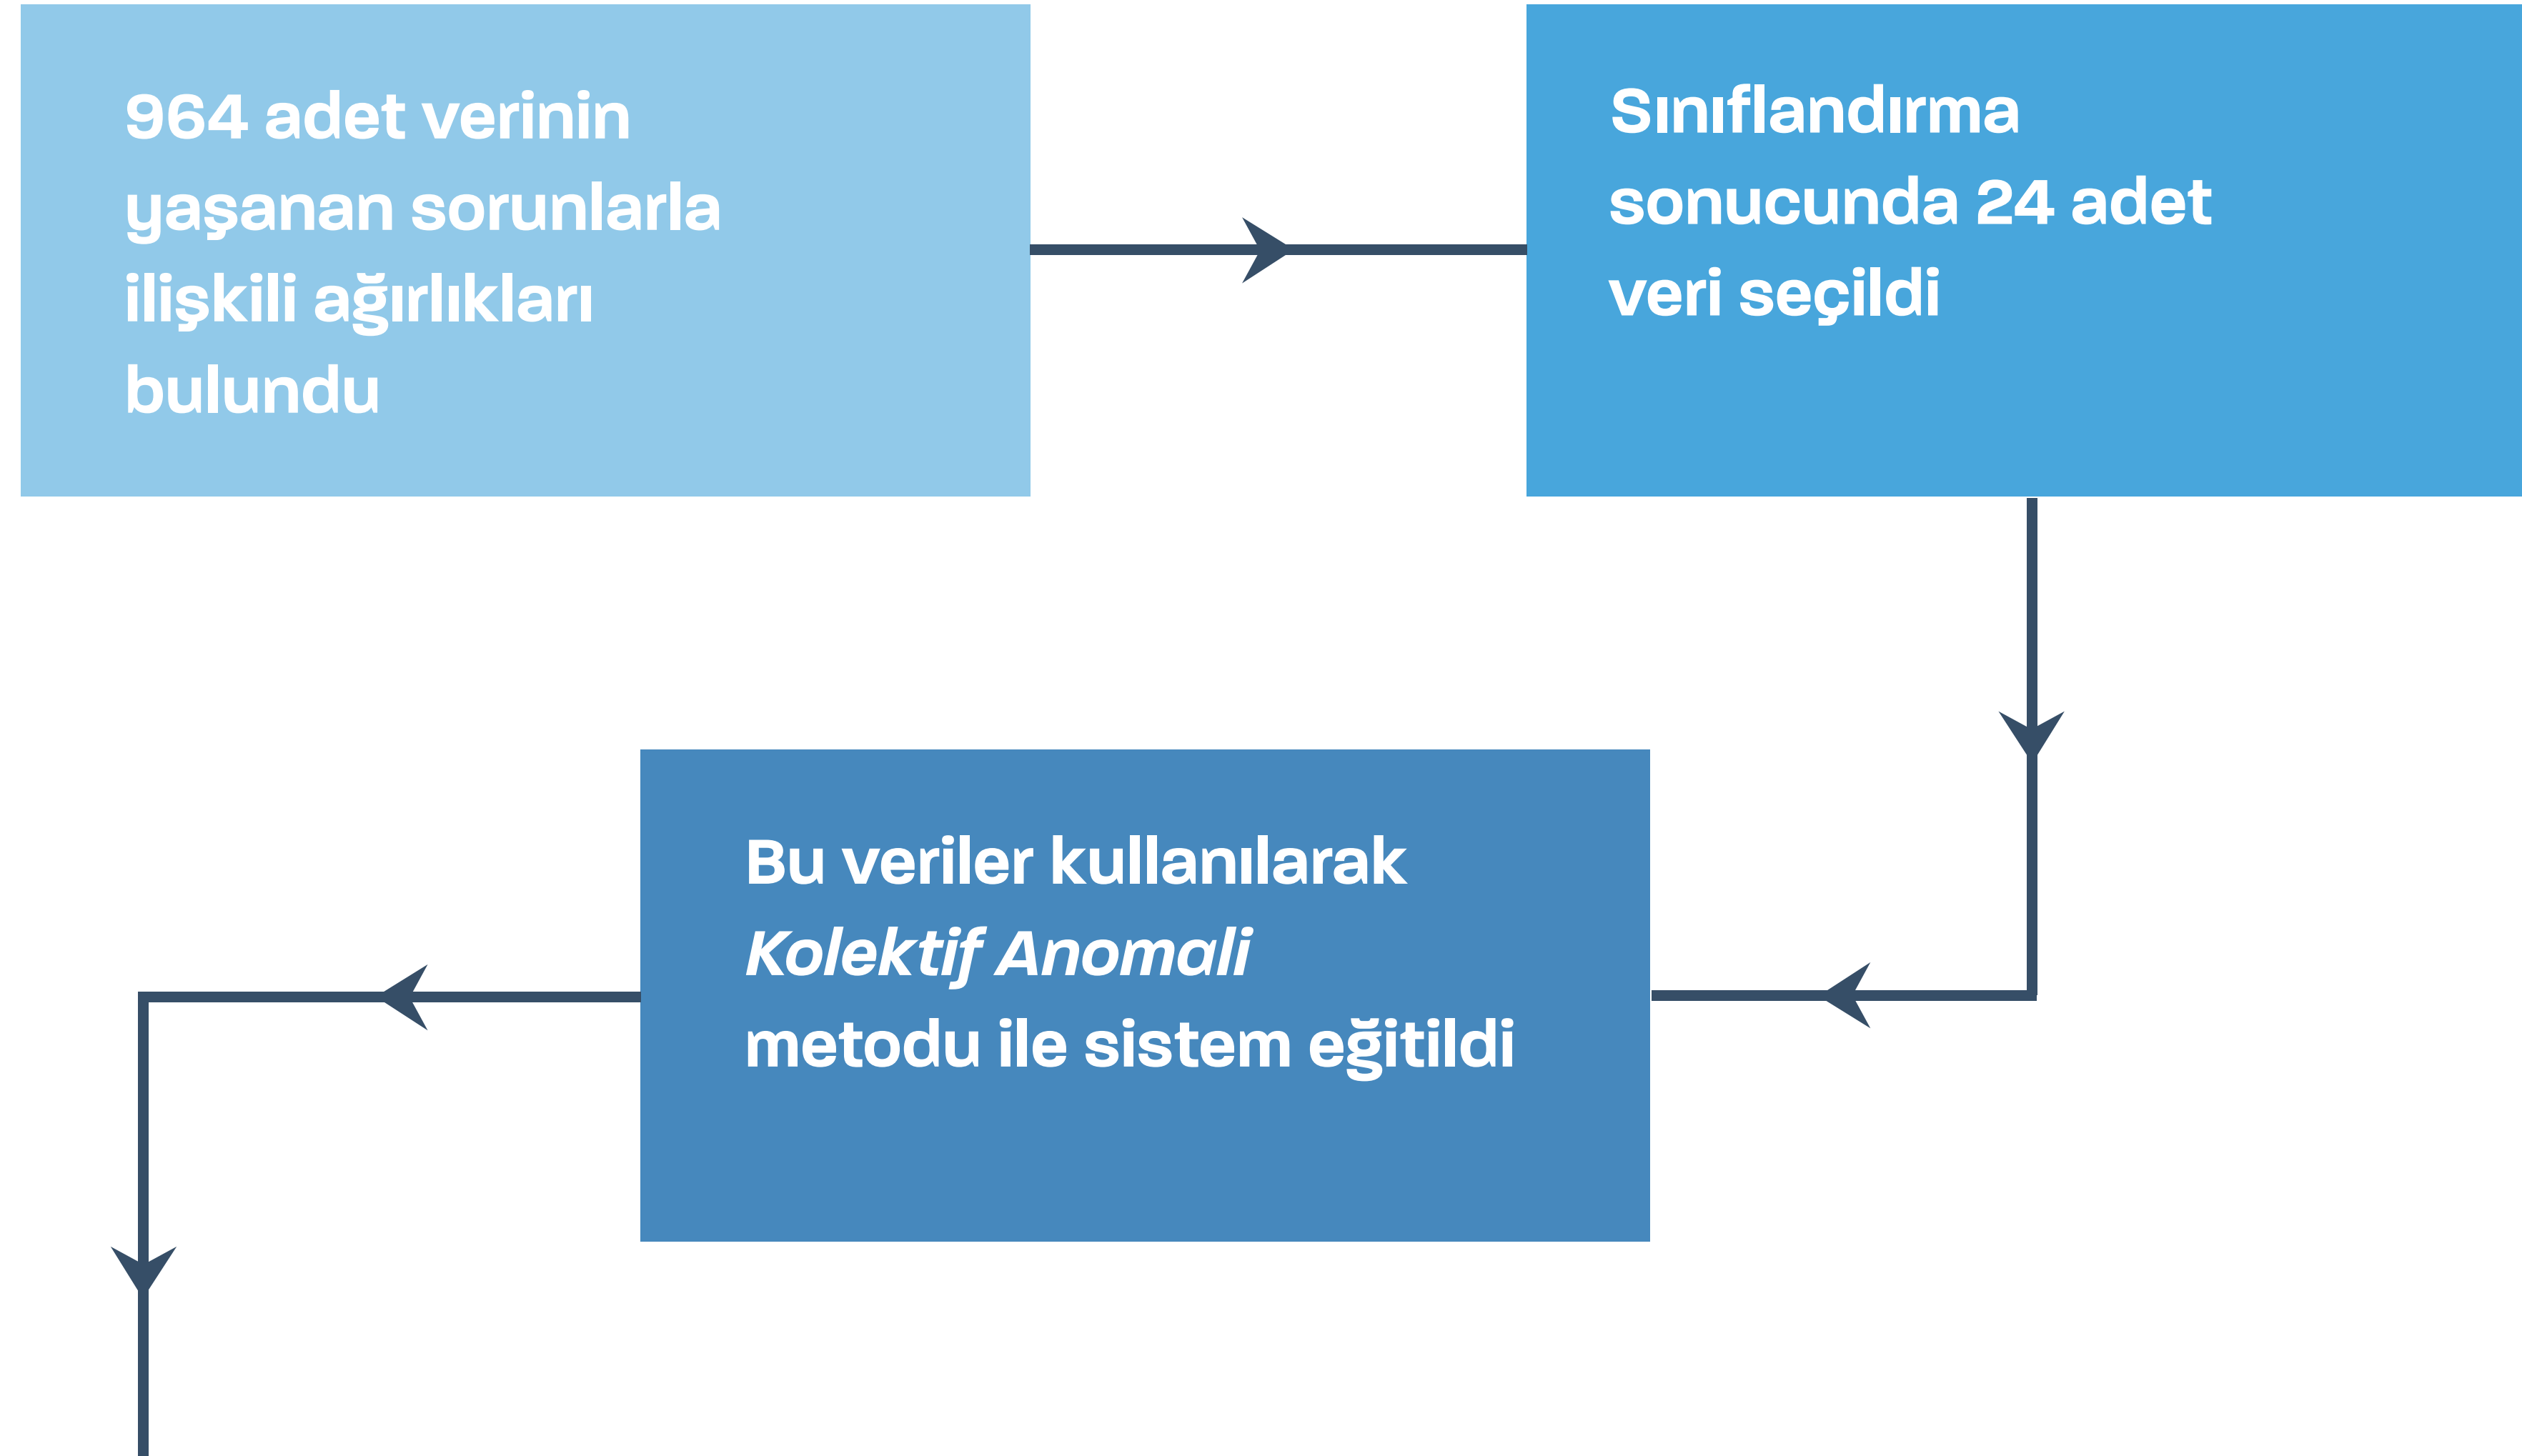 964 adet verinin
yaşanan sorunlarla
ilişkili ağırlıkları
bulundu
Sınıflandırma
sonucunda 24 adet
veri seçildi
Bu veriler kullanılarak
Kolektif Anomali
metodu ile sistem eğitildi